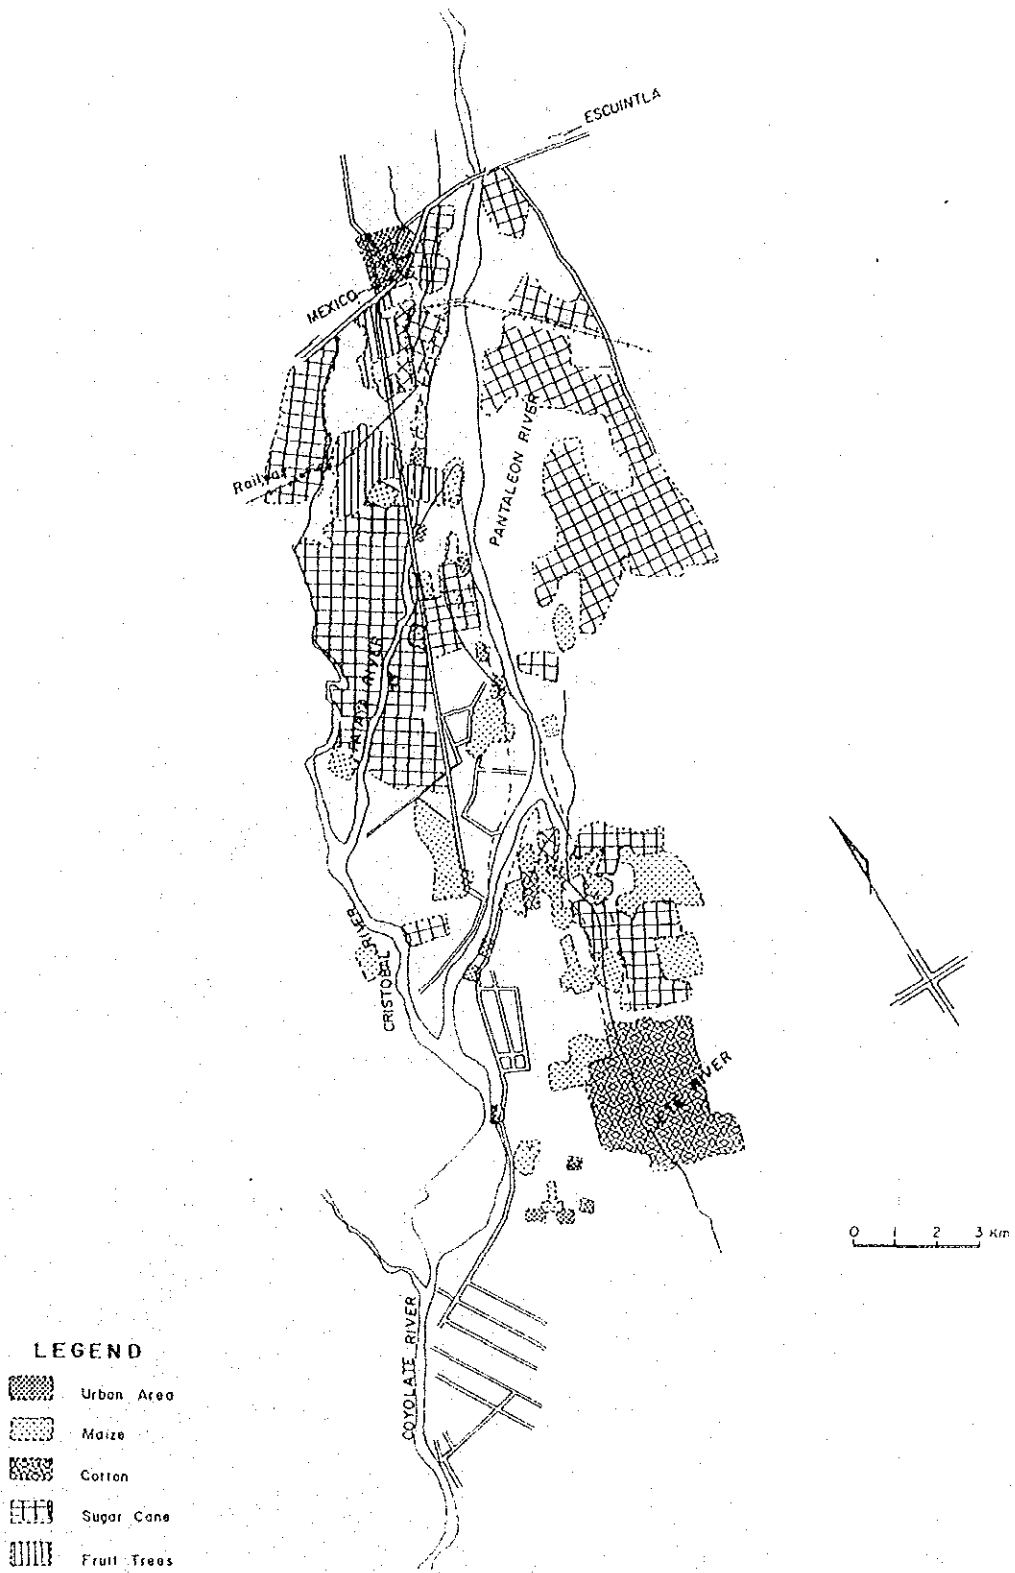 ESCUINTLA
MEXICO
Railway
PANTALEON RIVER
RIVER
CRISTOBAL RIVER
RIVER
0 1 2 3 Km
COYOLATE RIVER
LEGEND
Urban Area
Maize
Cotton
Sugar Cane
Fruit Trees